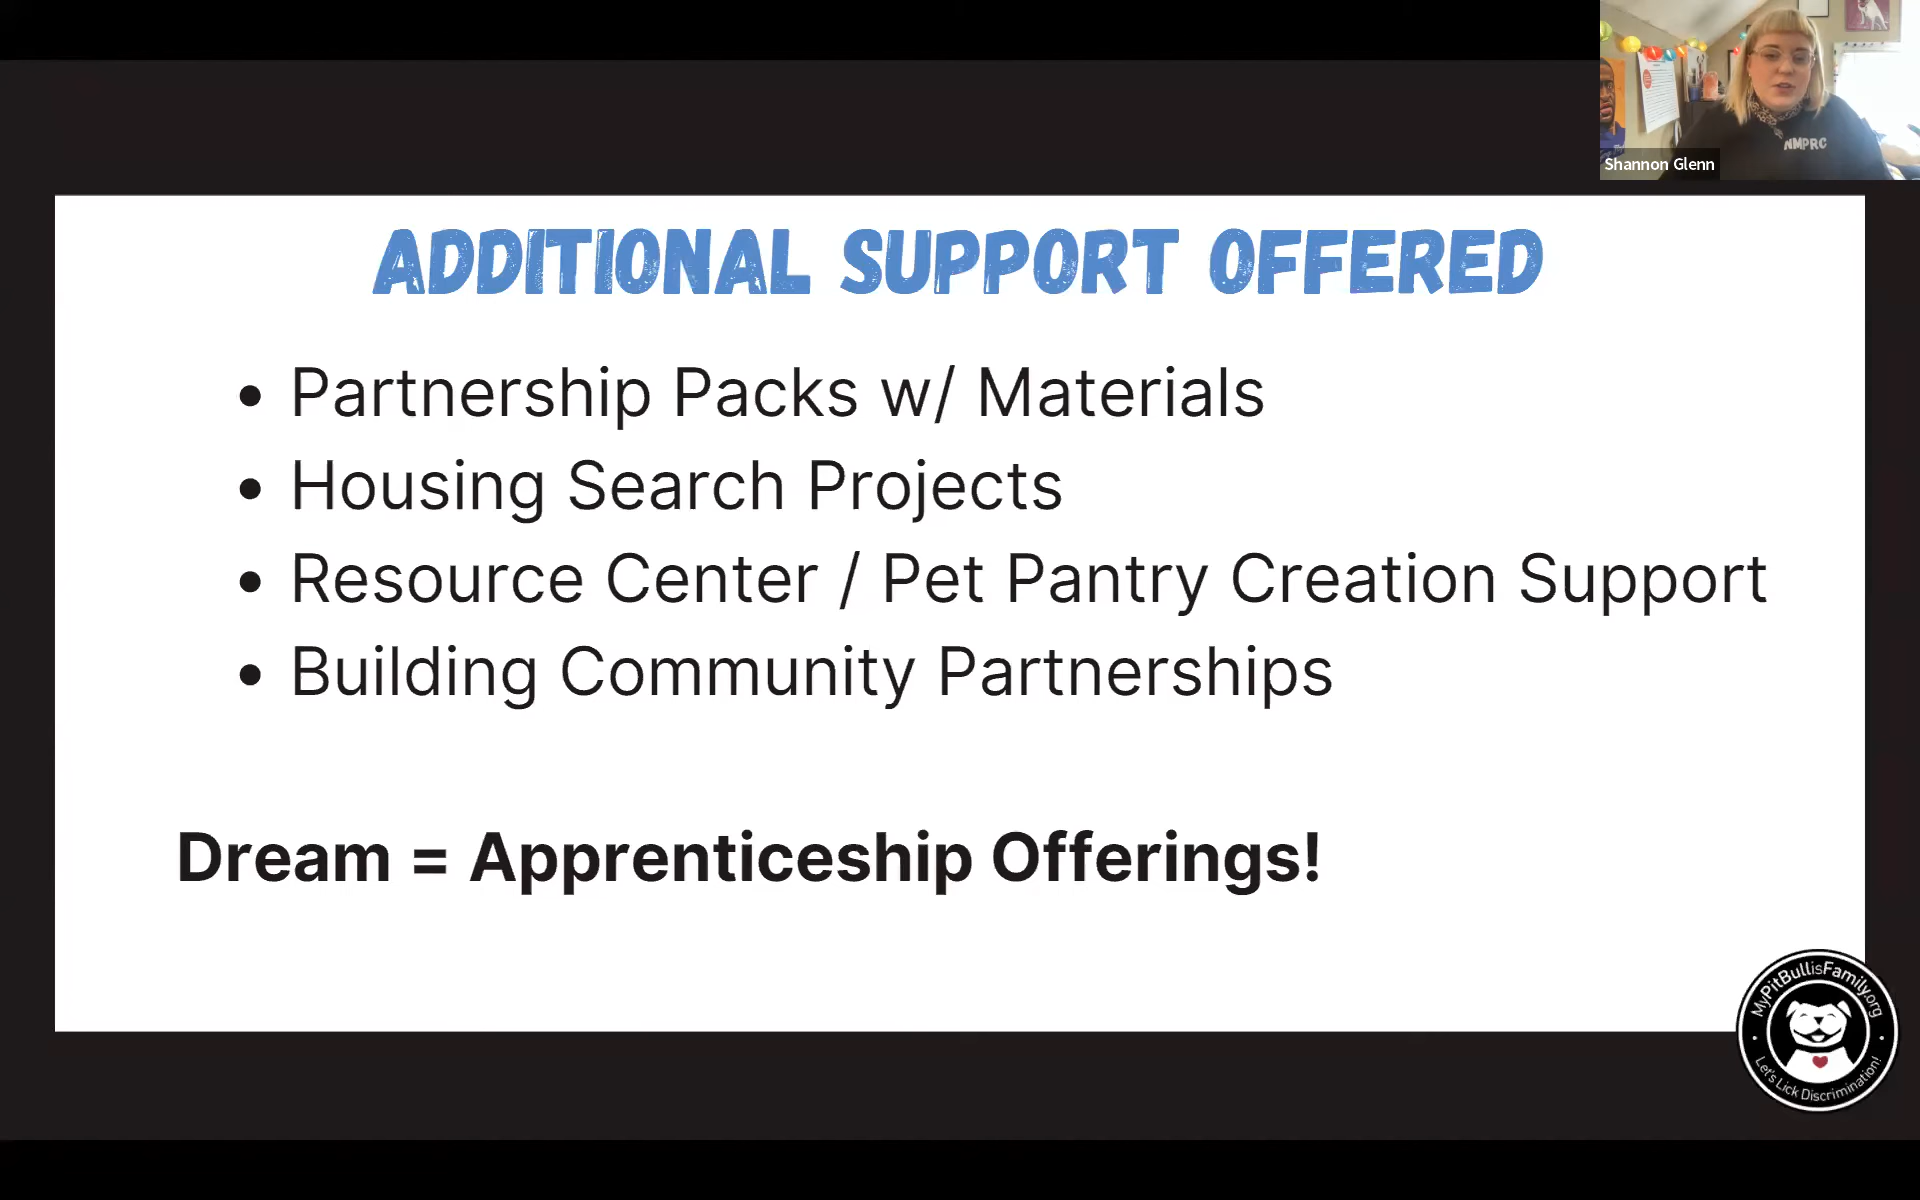 Shannon Glenn
NMPRC
ADDITIONAL SUPPORT OFFERED
• Partnership Packs w/ Materials
• Housing Search Projects
• Resource Center / Pet Pantry Creation Support
• Building Community Partnerships
Dream = Apprenticeship Offerings!
MyPitBullisFamily.org
Let's Lick Discrimination!